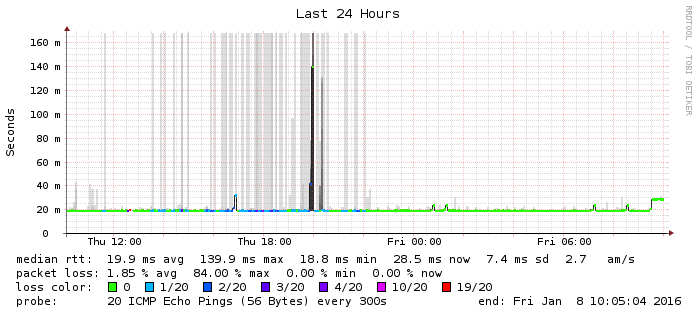 Last 24 Hours
RRDTOOL / TOBI OETIKER
Seconds
160 m
140 m
120 m
100 m
80 m
60 m
40 m
20 m
0
Thu 12:00 Thu 18:00 Fri 00:00 Fri 06:00
median rtt: 19.9 ms avg 139.9 ms max 18.8 ms min 28.5 ms now 7.4 ms sd 2.7 am/s
packet loss: 1.85 % avg 84.00 % max 0.00 % min 0.00 % now
loss color: 0 1/20 2/20 3/20 4/20 10/20 19/20
probe: 20 ICMP Echo Pings (56 Bytes) every 300s end: Fri Jan 8 10:05:04 2016